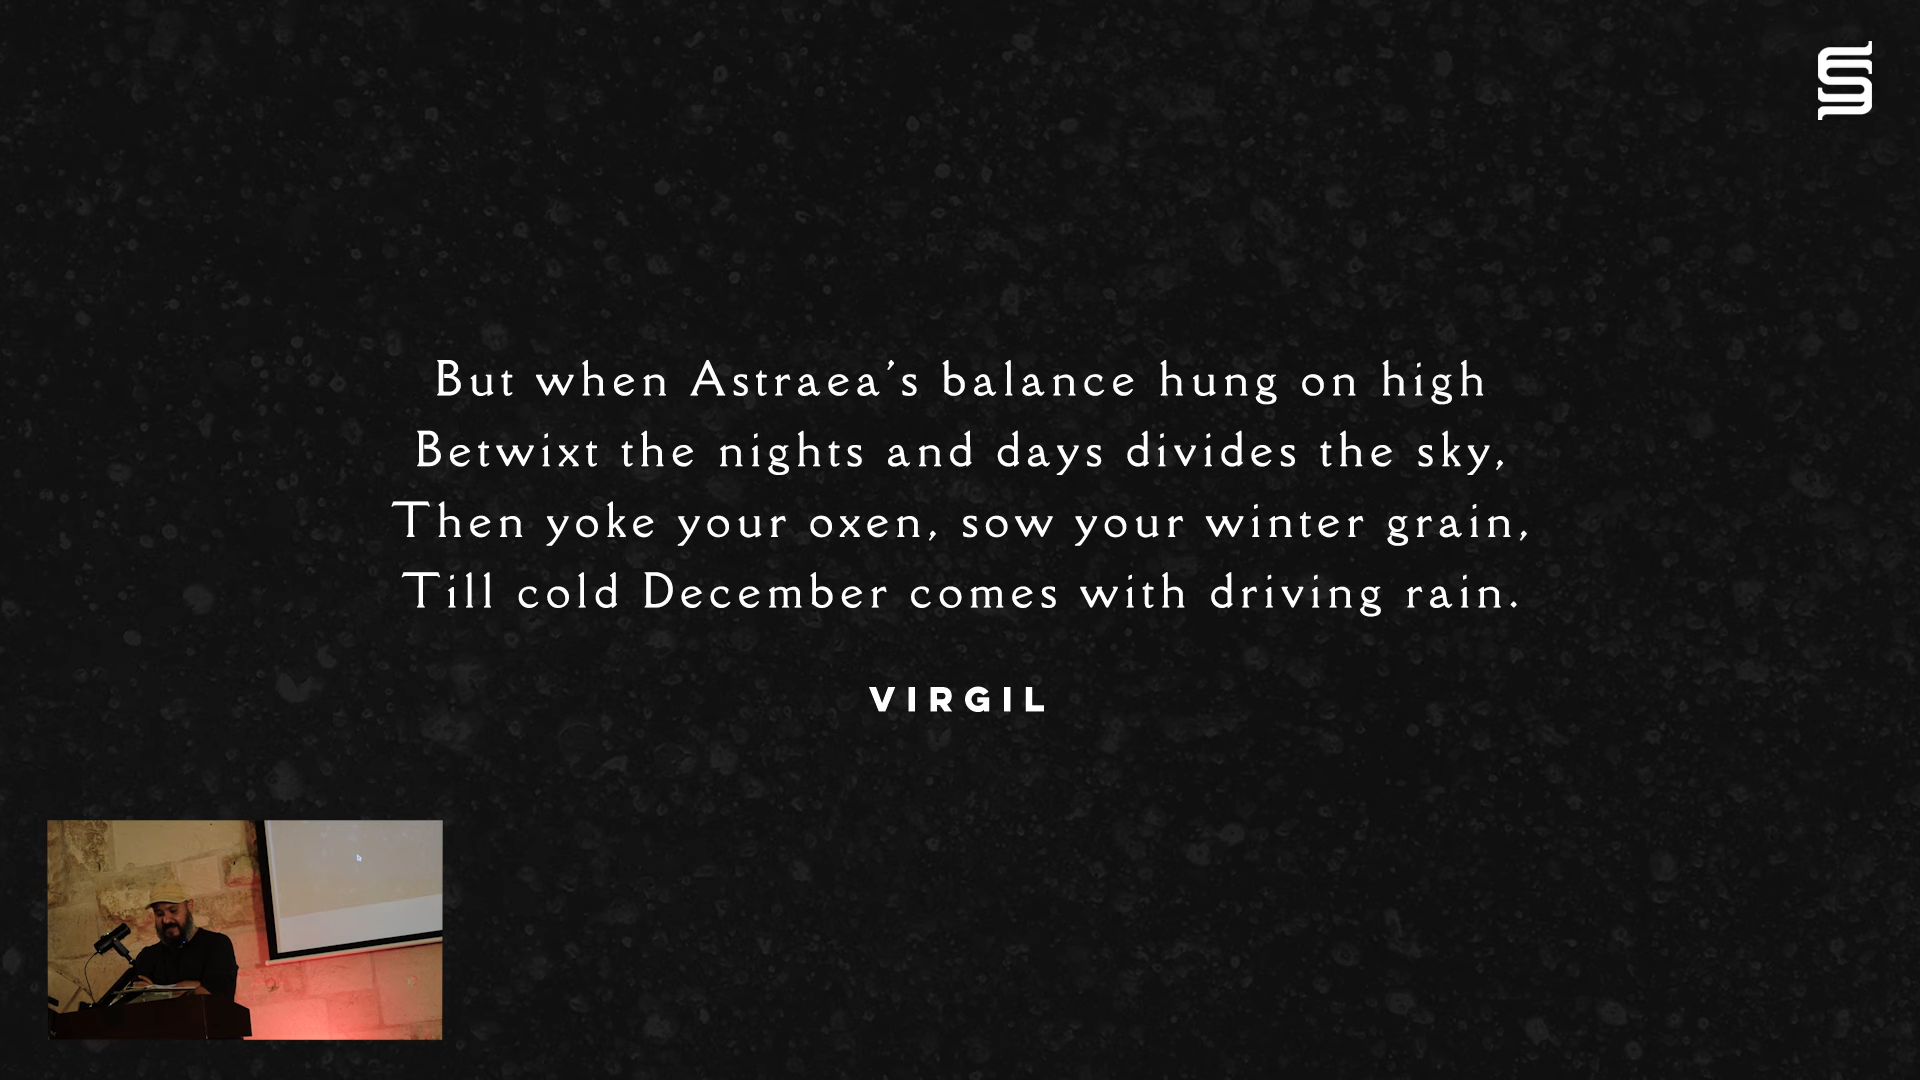 But when Astraea’s balance hung on high
Betwixt the nights and days divides the sky,
Then yoke your oxen, sow your winter grain,
Till cold December comes with driving rain.
VIRGIL